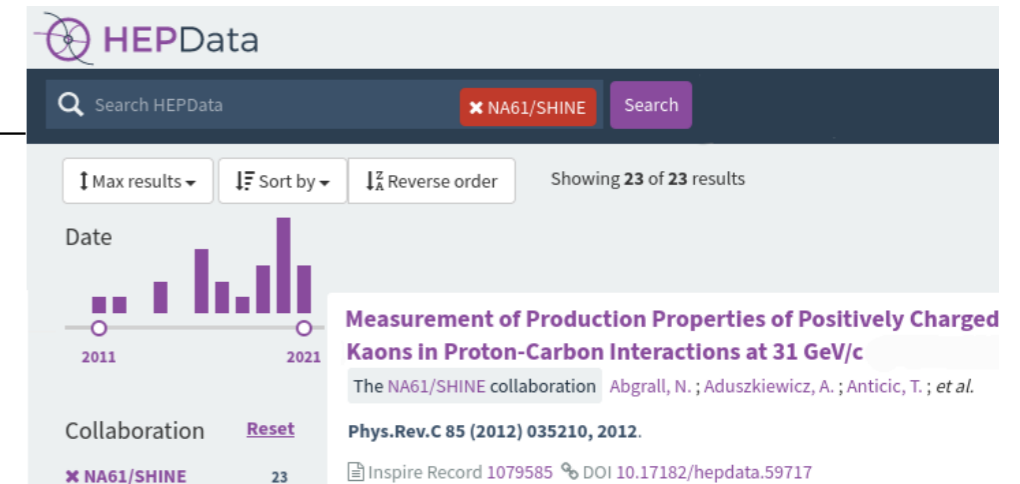 HEPData
Search HEPData ✖ NA61/SHINE Search
Max results Sort by Reverse order Showing 23 of 23 results
Date
2011 2021
Measurement of Production Properties of Positively Charged
Kaons in Proton-Carbon Interactions at 31 GeV/c
The NA61/SHINE collaboration Abgrall, N. ; Aduszkiewicz, A. ; Anticic, T. ; et al.
Collaboration Reset
Phys.Rev.C 85 (2012) 035210, 2012.
✖ NA61/SHINE 23
Inspire Record 1079585 DOI 10.17182/hepdata.59717